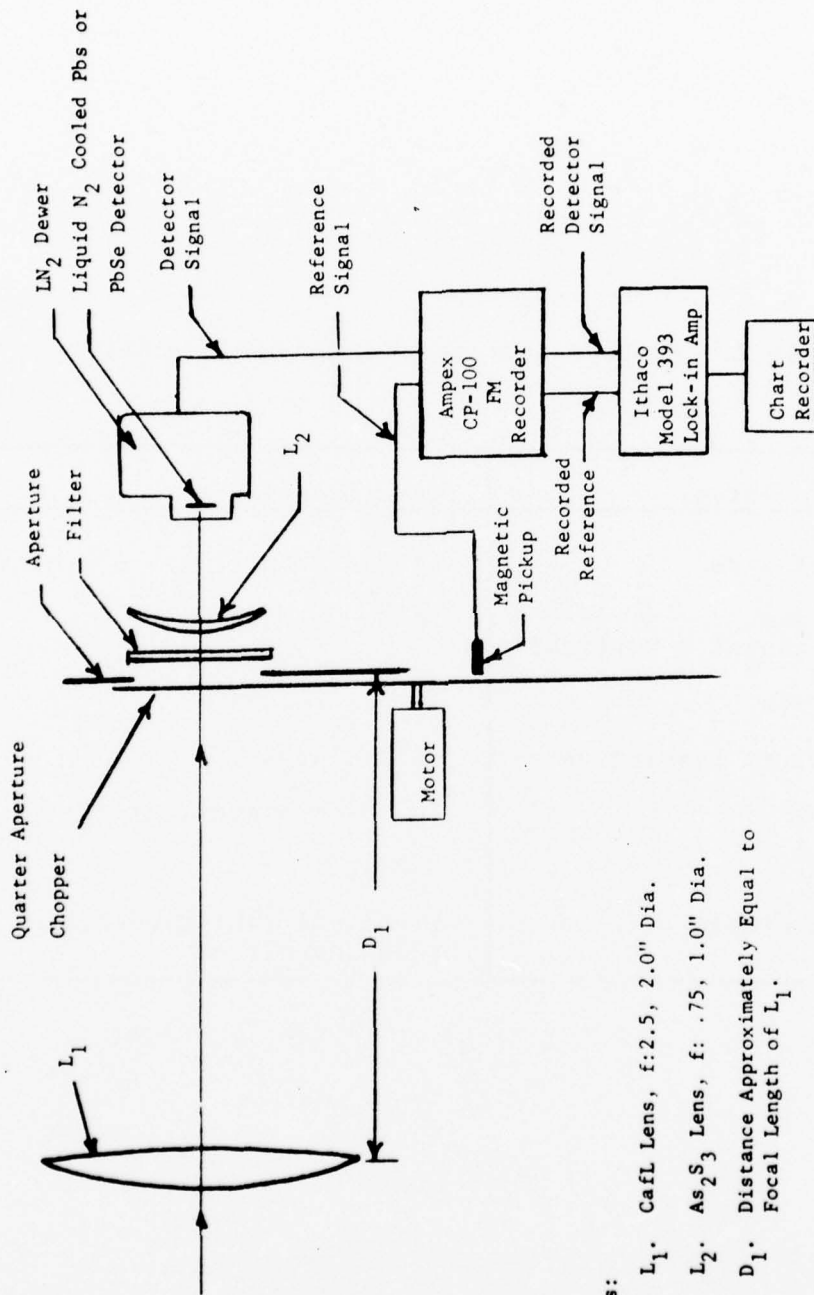 Quarter Aperture
Chopper
Aperture
Filter
LN2 Dewer
Liquid N2 Cooled Pbs or
PbSe Detector
L1
L2
Detector
Signal
Reference
Signal
D1
Motor
Magnetic
Pickup
Ampex
CP-100
FM
Recorder
Recorded
Reference
Recorded
Detector
Signal
Ithaco
Model 393
Lock-in Amp
Chart
Recorder
s:
L1. CafL Lens, f:2.5, 2.0" Dia.
L2. As2S3 Lens, f: .75, 1.0" Dia.
D1. Distance Approximately Equal to
Focal Length of L1.